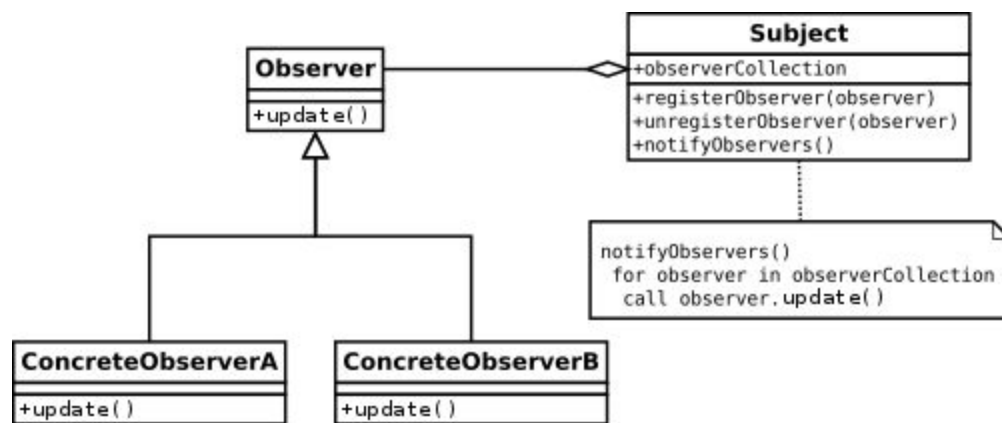 Observer
+update()
Subject
+observerCollection
+registerObserver(observer)
+unregisterObserver(observer)
+notifyObservers()
notifyObservers()
for observer in observerCollection
call observer.update()
ConcreteObserverA
+update()
ConcreteObserverB
+update()